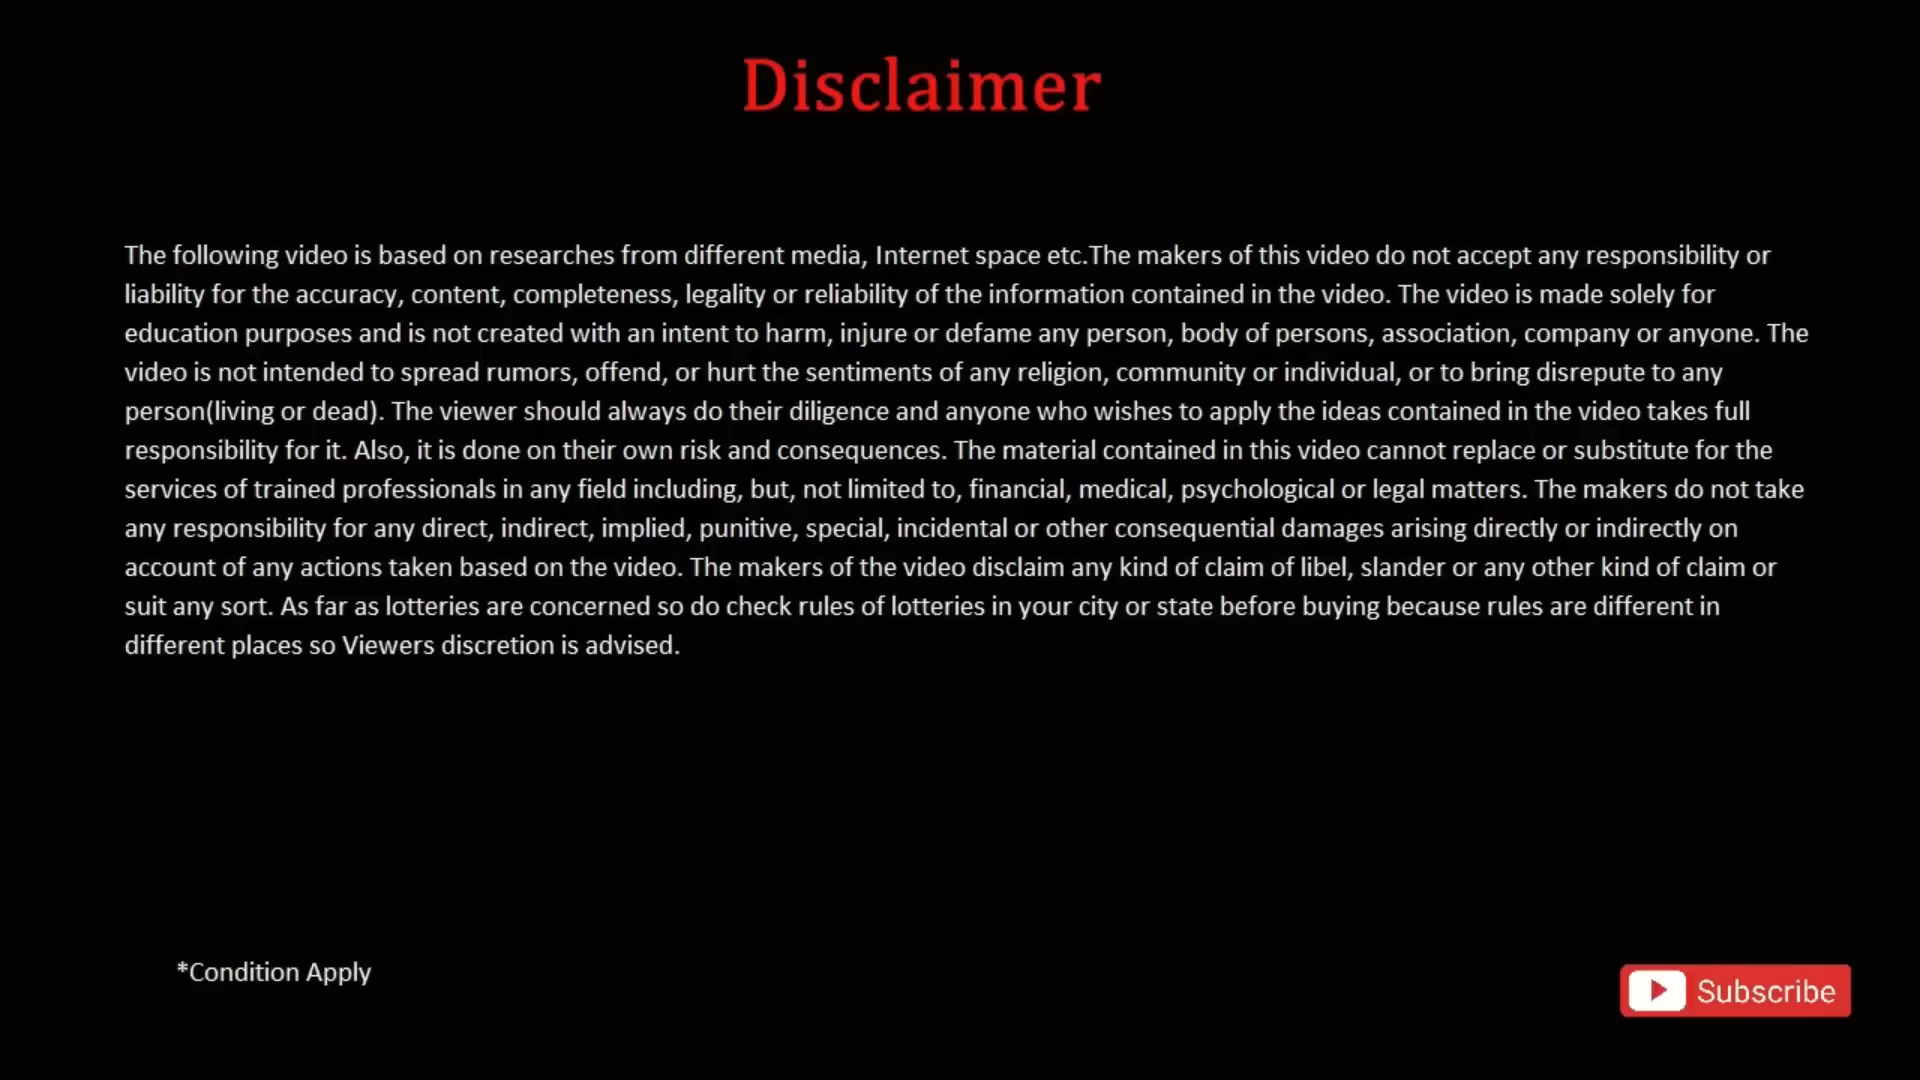 Disclaimer
The following video is based on researches from different media, Internet space etc.The makers of this video do not accept any responsibility or
liability for the accuracy, content, completeness, legality or reliability of the information contained in the video. The video is made solely for
education purposes and is not created with an intent to harm, injure or defame any person, body of persons, association, company or anyone. The
video is not intended to spread rumors, offend, or hurt the sentiments of any religion, community or individual, or to bring disrepute to any
person(living or dead). The viewer should always do their diligence and anyone who wishes to apply the ideas contained in the video takes full
responsibility for it. Also, it is done on their own risk and consequences. The material contained in this video cannot replace or substitute for the
services of trained professionals in any field including, but, not limited to, financial, medical, psychological or legal matters. The makers do not take
any responsibility for any direct, indirect, implied, punitive, special, incidental or other consequential damages arising directly or indirectly on
account of any actions taken based on the video. The makers of the video disclaim any kind of claim of libel, slander or any other kind of claim or
suit any sort. As far as lotteries are concerned so do check rules of lotteries in your city or state before buying because rules are different in
different places so Viewers discretion is advised.
*Condition Apply
Subscribe